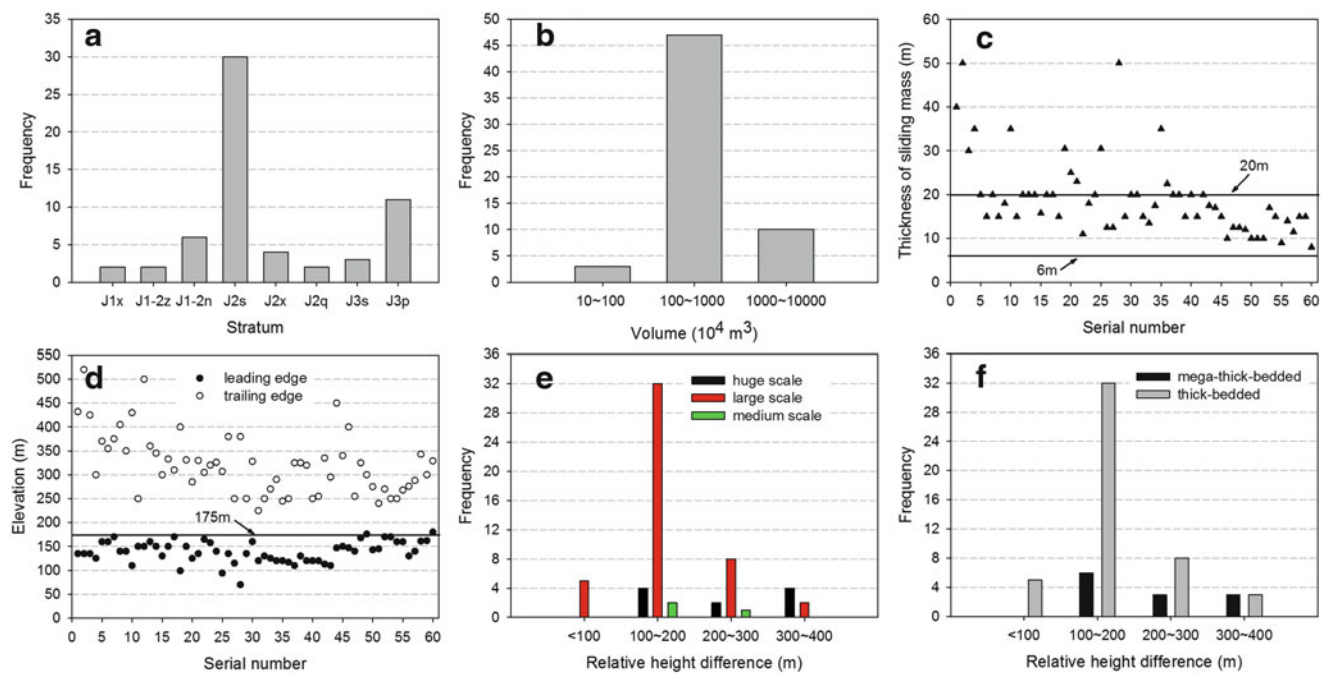 a
35
30
25
20
15
10
5
0
Frequency
J1x J1-2z J1-2n J2s J2x J2q J3s J3p
Stratum
b
50
45
40
35
30
25
20
15
10
5
0
Frequency
10~100 100~1000 1000~10000
Volume (10⁴ m³)
c
60
50
40
30
20
10
0
Thickness of sliding mass (m)
20m
6m
0 5 10 15 20 25 30 35 40 45 50 55 60
Serial number
d
550
500
450
400
350
300
250
200
150
100
50
0
Elevation (m)
leading edge
trailing edge
175m
0 5 10 15 20 25 30 35 40 45 50 55 60
Serial number
e
36
32
28
24
20
16
12
8
4
0
Frequency
huge scale
large scale
medium scale
<100 100~200 200~300 300~400
Relative height difference (m)
f
36
32
28
24
20
16
12
8
4
0
Frequency
mega-thick-bedded
thick-bedded
<100 100~200 200~300 300~400
Relative height difference (m)